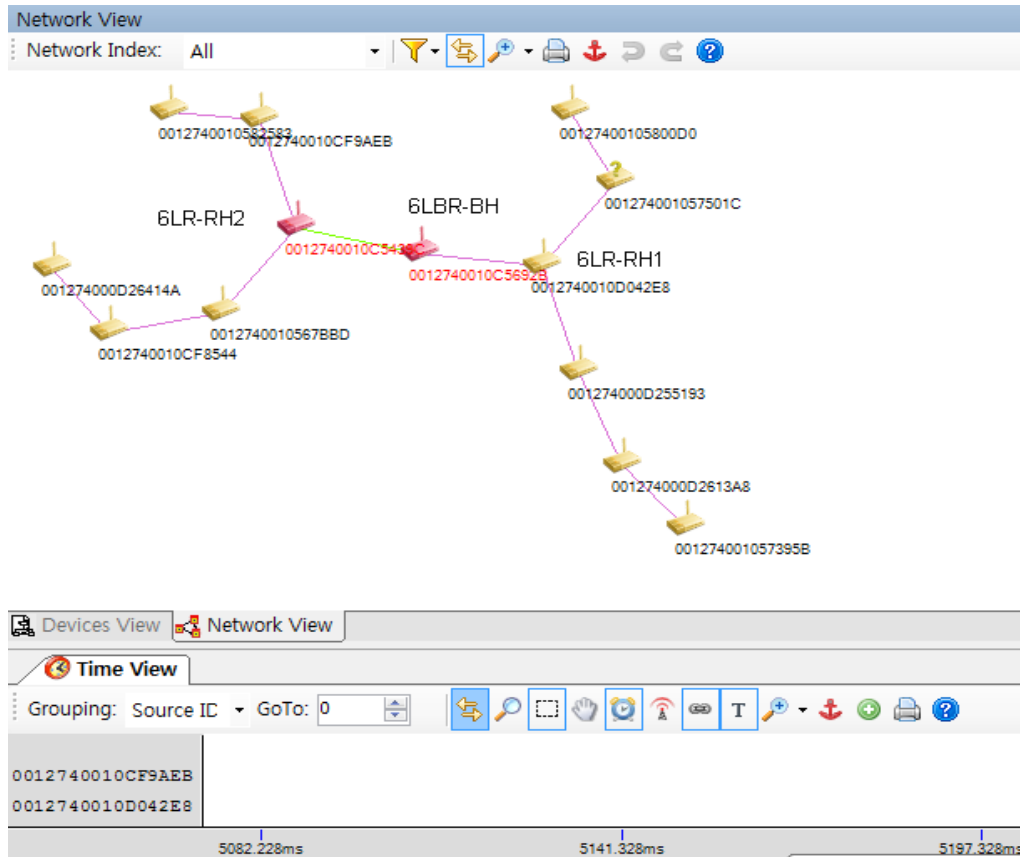 Network View
Network Index: All
0012740010582583
0012740010CF9AEB
00127400105800D0
001274001057501C
6LR-RH2
6LBR-BH
6LR-RH1
0012740010C5692B
0012740010D042E8
001274000D26414A
0012740010567BBD
0012740010CF8544
001274000D255193
001274000D2613A8
001274001057395B
Devices View
Network View
Time View
Grouping: Source ID GoTo: 0
T
0012740010CF9AEB
0012740010D042E8
5082.228ms 5141.328ms 5197.328ms